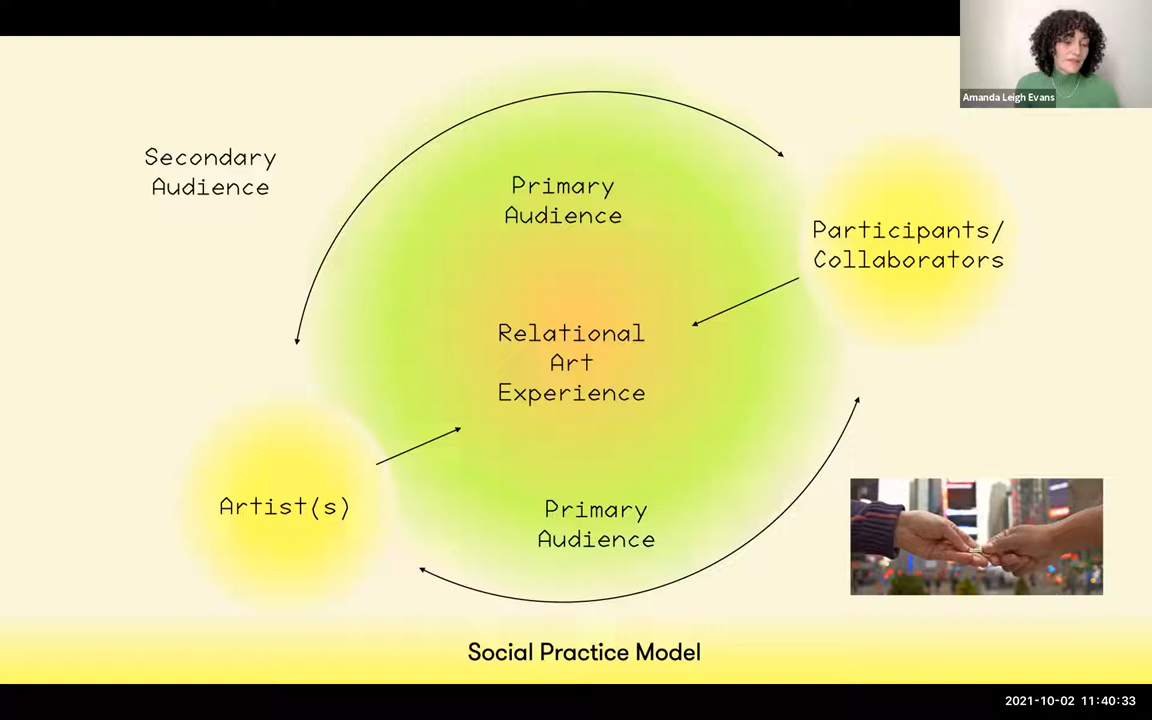 Amanda Leigh Evans
Secondary
Audience
Primary
Audience
Participants/
Collaborators
Relational
Art
Experience
Artist(s)
Primary
Audience
Social Practice Model
2021-10-02 11:40:33